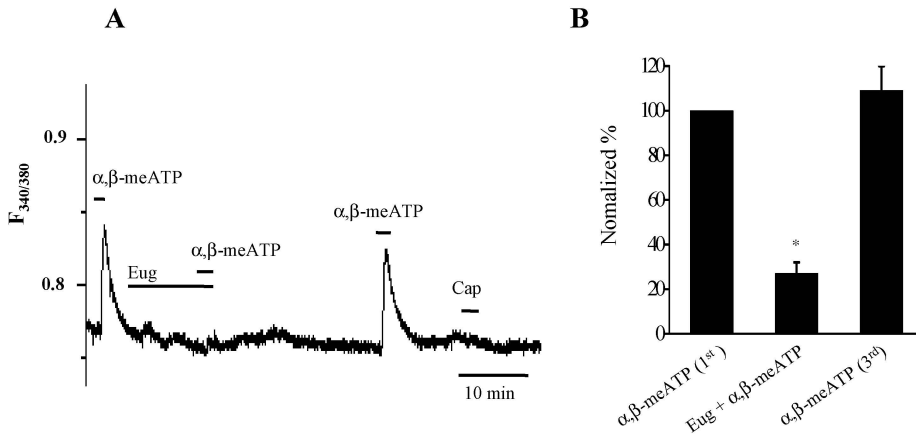 A
F340/380
0.9
0.8
α,β-meATP
Eug
α,β-meATP
α,β-meATP
Cap
10 min
B
Nomalized %
120
100
80
60
40
20
0
*
α,β-meATP (1st)
Eug + α,β-meATP
α,β-meATP (3rd)